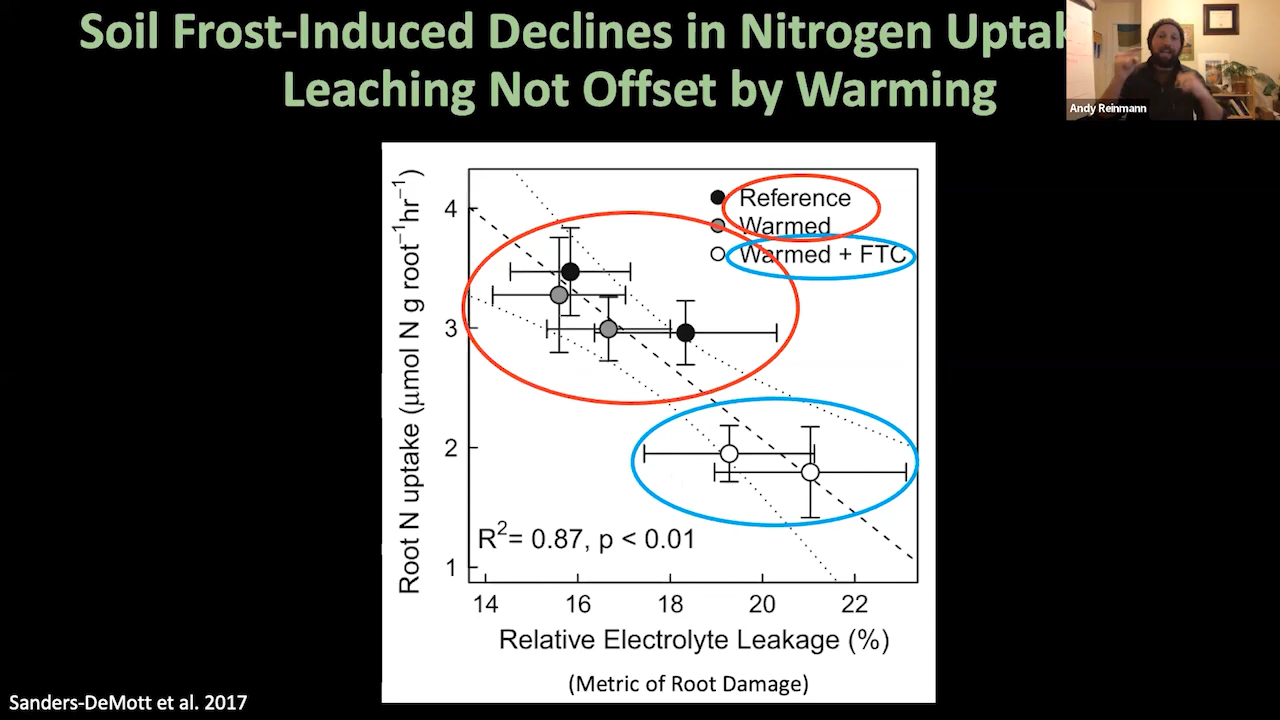 Soil Frost-Induced Declines in Nitrogen Uptak
Leaching Not Offset by Warming
Andy Reinmann
Reference
Warmed
Warmed + FTC
Root N uptake (μmol N g root⁻¹hr⁻¹)
4
3
2
1
R²= 0.87, p < 0.01
14 16 18 20 22
Relative Electrolyte Leakage (%)
(Metric of Root Damage)
Sanders-DeMott et al. 2017